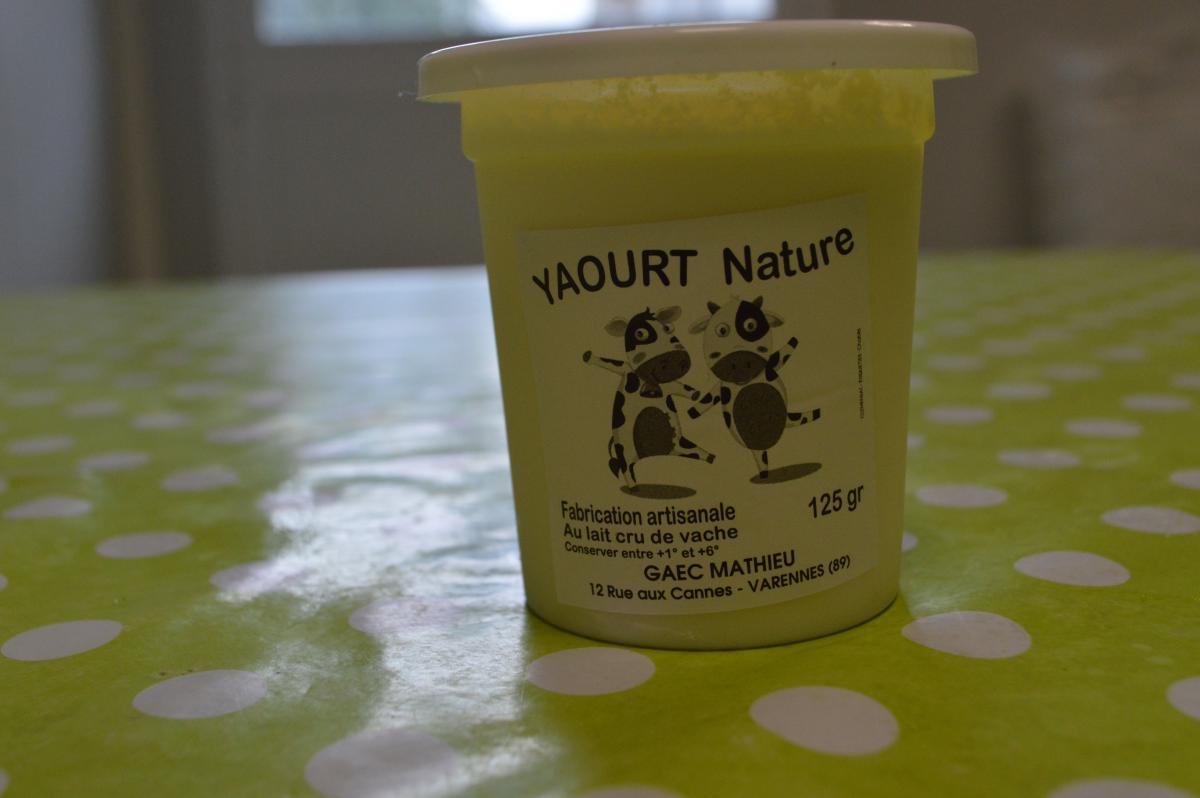 YAOURT Nature
Fabrication artisanale
125 gr
Au lait cru de vache
Conserver entre +1° et +6°
GAEC MATHIEU
12 Rue aux Cannes - VARENNES (89)